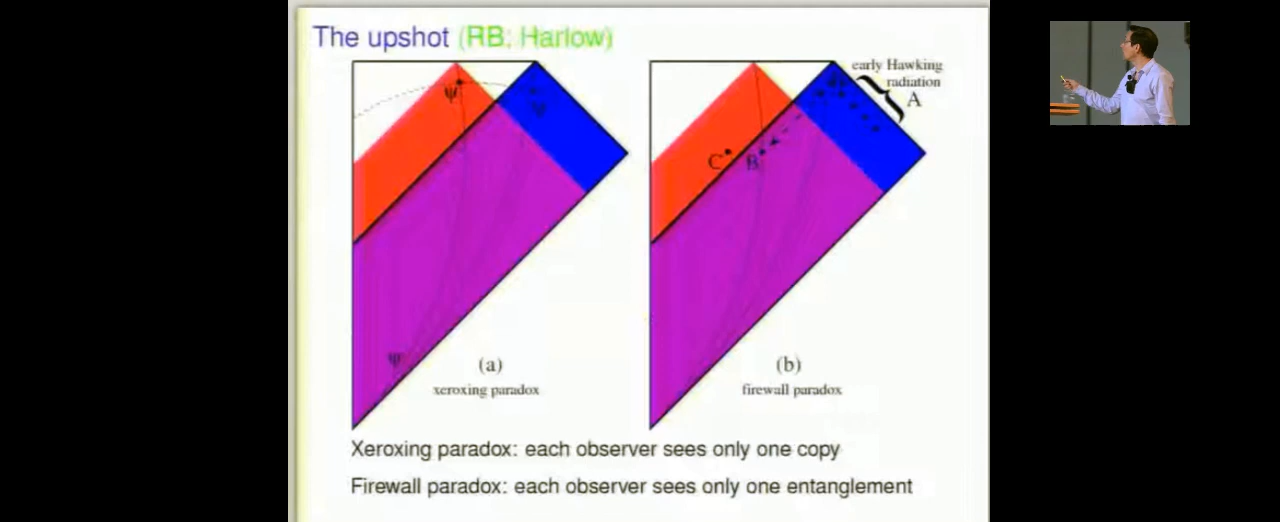 The upshot (RB; Harlow)
ψ
ψ
ψ
(a)
xeroxing paradox
early Hawking
radiation
A
C
B
(b)
firewall paradox
Xeroxing paradox: each observer sees only one copy
Firewall paradox: each observer sees only one entanglement